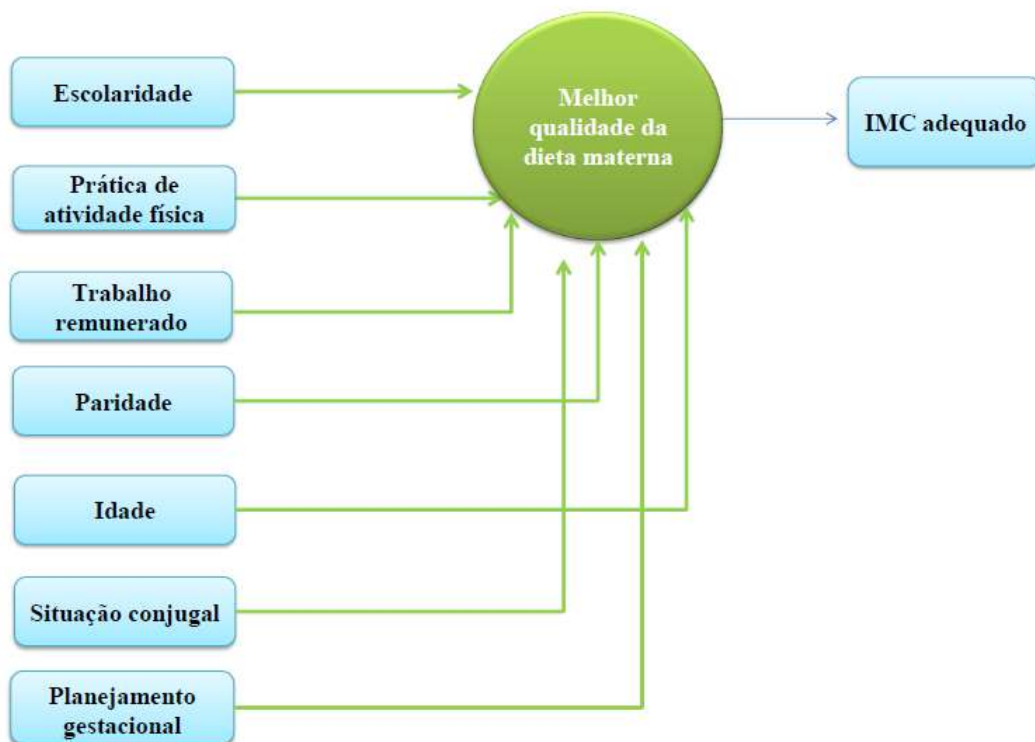 Escolaridade
Melhor
qualidade da
dieta materna
IMC adequado
Prática de
atividade física
Trabalho
remunerado
Paridade
Idade
Situação conjugal
Planejamento
gestacional